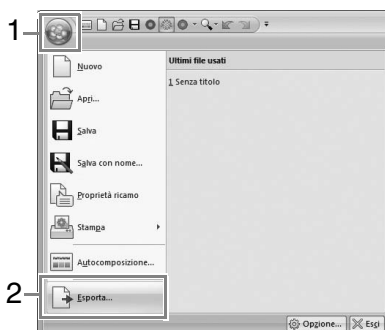 1
Nuovo
Apri...
Salva
Salva con nome...
Proprietà ricamo
Stampa
Autocomposizione...
2
Esporta...
Ultimi file usati
1 Senza titolo
Opzione...
Esci